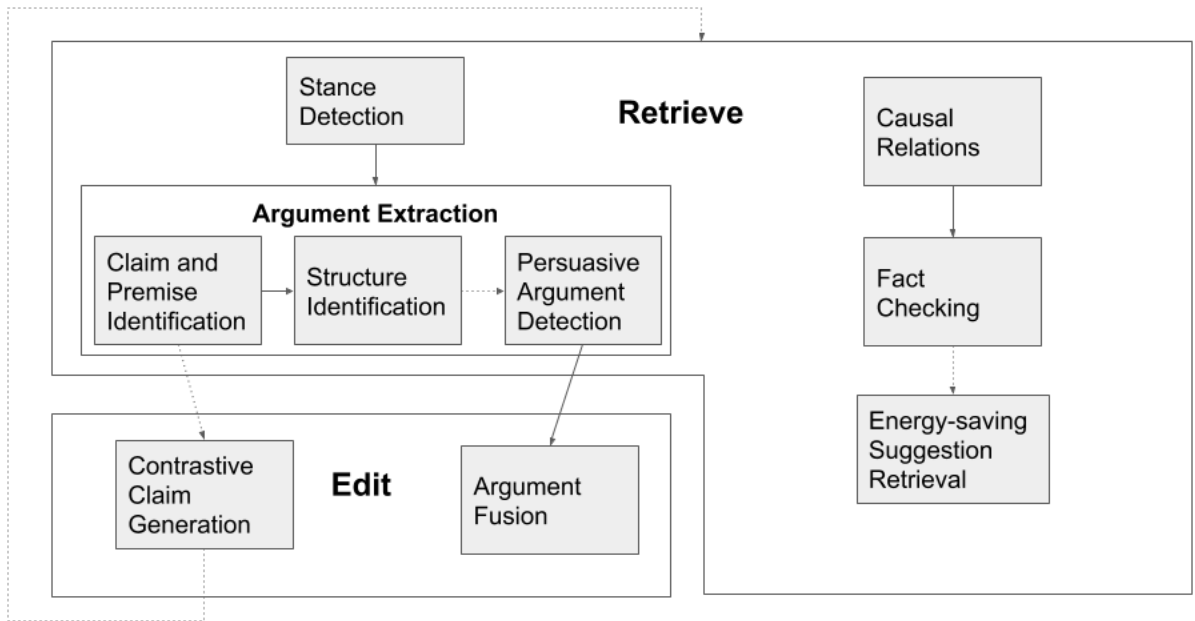 Stance
Detection
Retrieve
Causal
Relations
Argument Extraction
Claim and
Premise
Identification
Structure
Identification
Persuasive
Argument
Detection
Fact
Checking
Energy-saving
Suggestion
Retrieval
Contrastive
Claim
Generation
Edit
Argument
Fusion